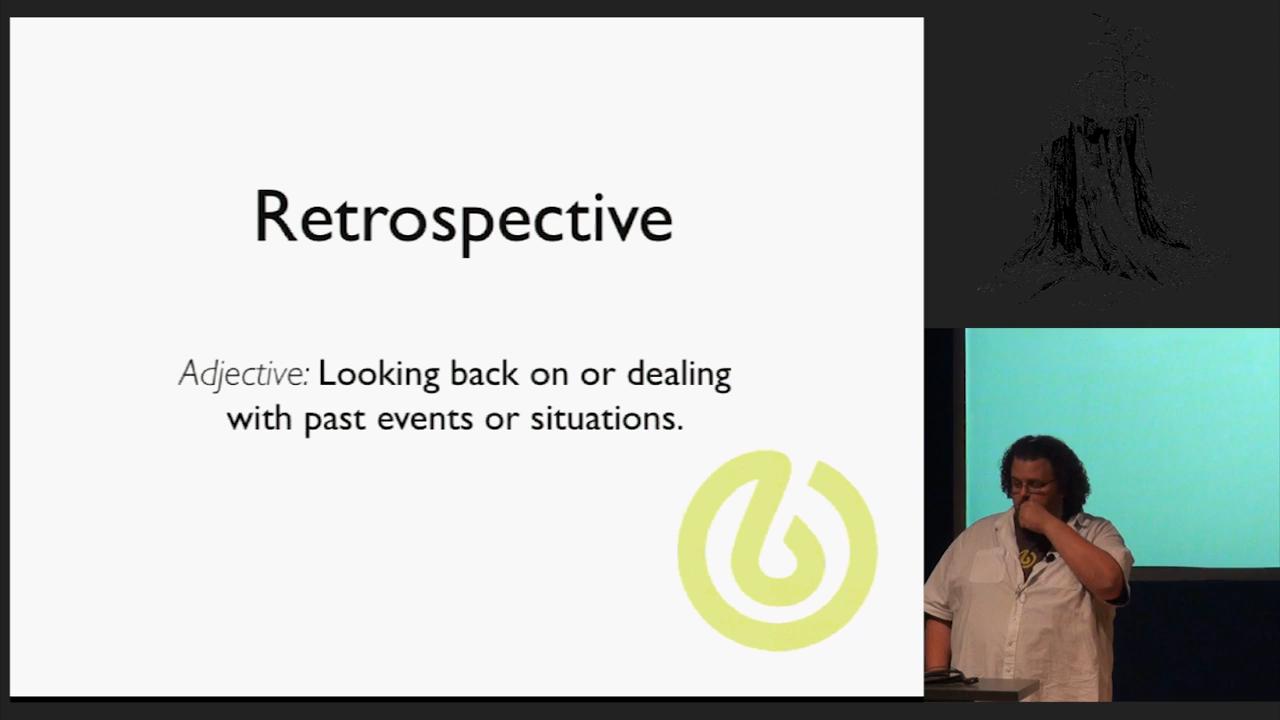 Retrospective
Adjective: Looking back on or dealing
with past events or situations.